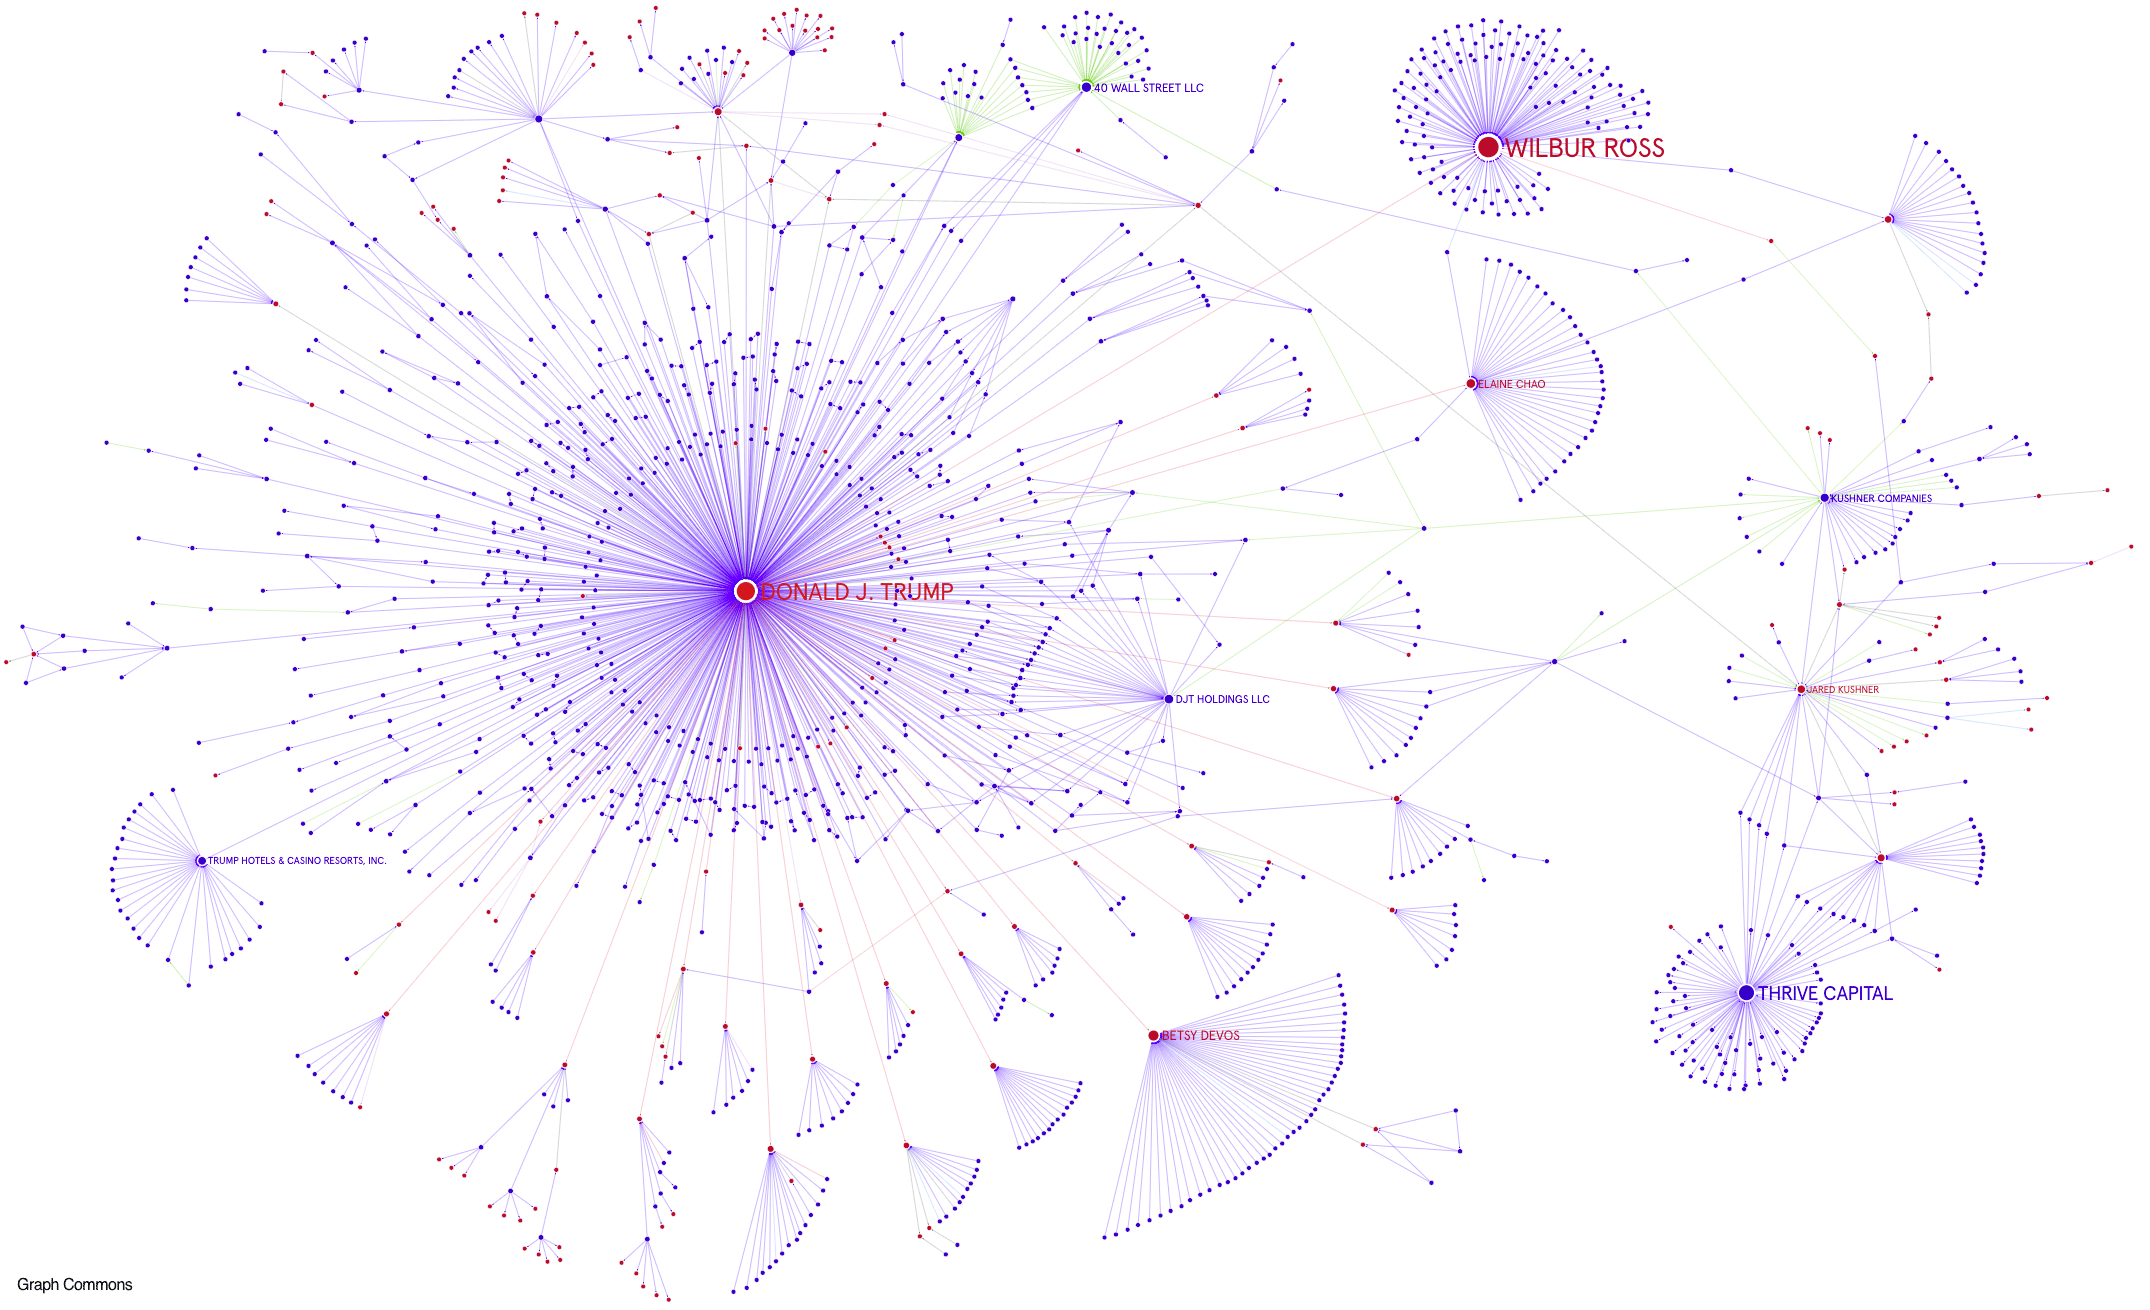 40 WALL STREET LLC
WILBUR ROSS
ELAINE CHAO
KUSHNER COMPANIES
DONALD J. TRUMP
JARED KUSHNER
DJT HOLDINGS LLC
TRUMP HOTELS & CASINO RESORTS, INC.
THRIVE CAPITAL
BETSY DEVOS
Graph Commons